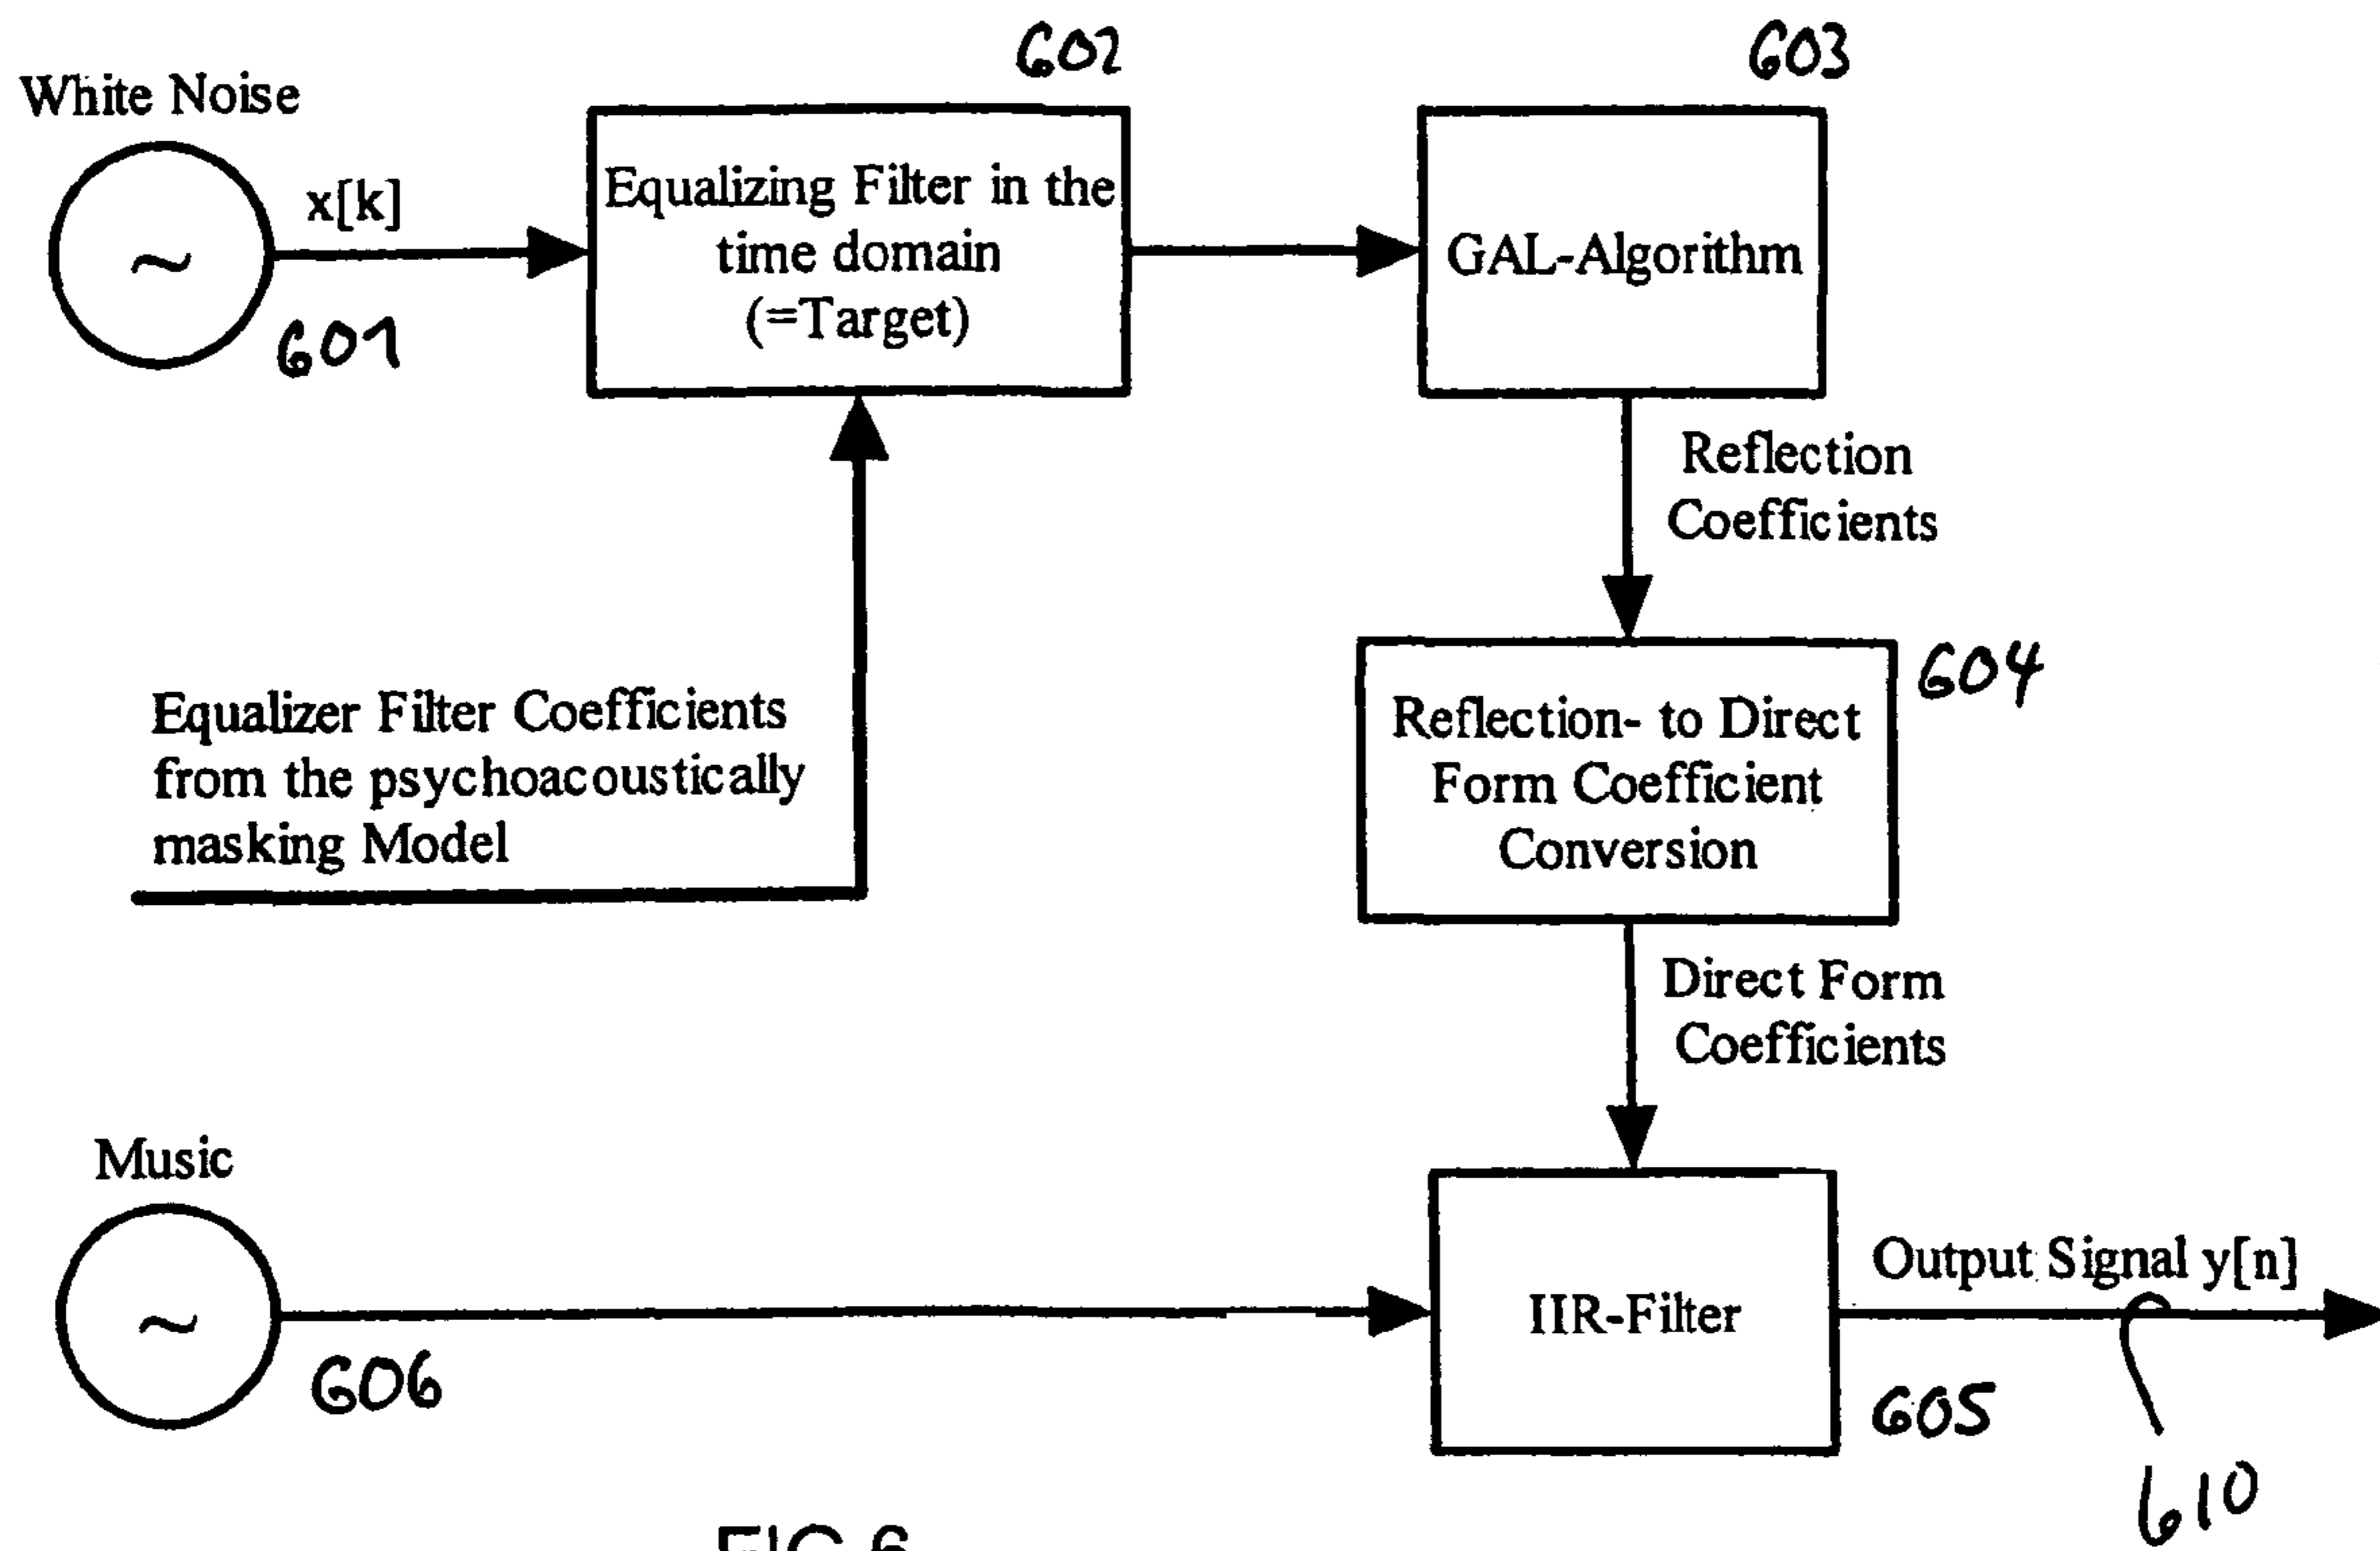 602
603
White Noise
x[k]
~
601
Equalizing Filter in the
time domain
(=Target)
GAL-Algorithm
Reflection
Coefficients
604
Equalizer Filter Coefficients
from the psychoacoustically
masking Model
Reflection- to Direct
Form Coefficient
Conversion
Direct Form
Coefficients
Music
~
606
IIR-Filter
Output Signal y[n]
605
610
FIG 6